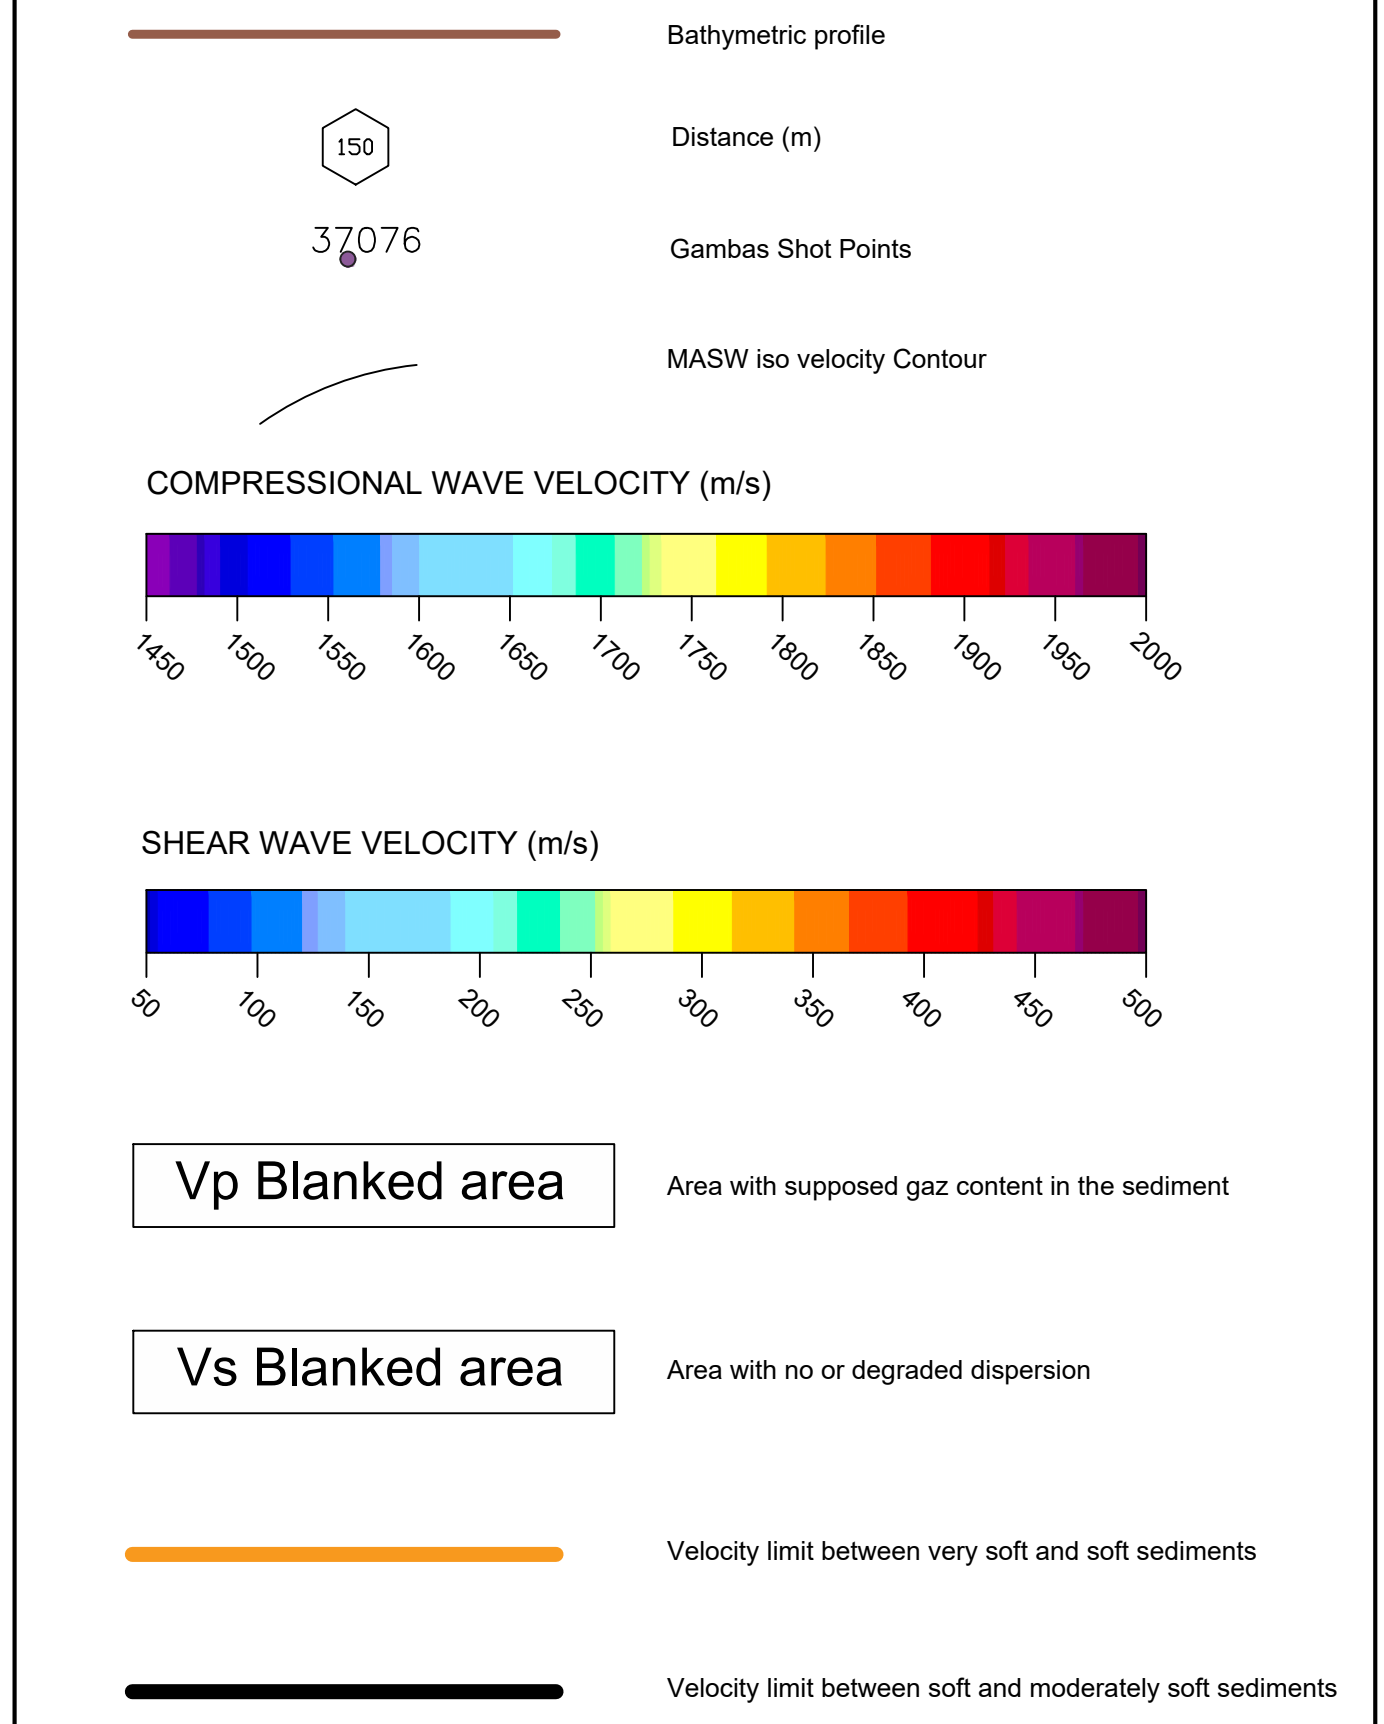 Bathymetric profile
150
Distance (m)
37076
Gambas Shot Points
MASW iso velocity Contour
COMPRESSIONAL WAVE VELOCITY (m/s)
1450 1500 1550 1600 1650 1700 1750 1800 1850 1900 1950 2000
SHEAR WAVE VELOCITY (m/s)
50 100 150 200 250 300 350 400 450 500
Vp Blanked area
Area with supposed gaz content in the sediment
Vs Blanked area
Area with no or degraded dispersion
Velocity limit between very soft and soft sediments
Velocity limit between soft and moderately soft sediments